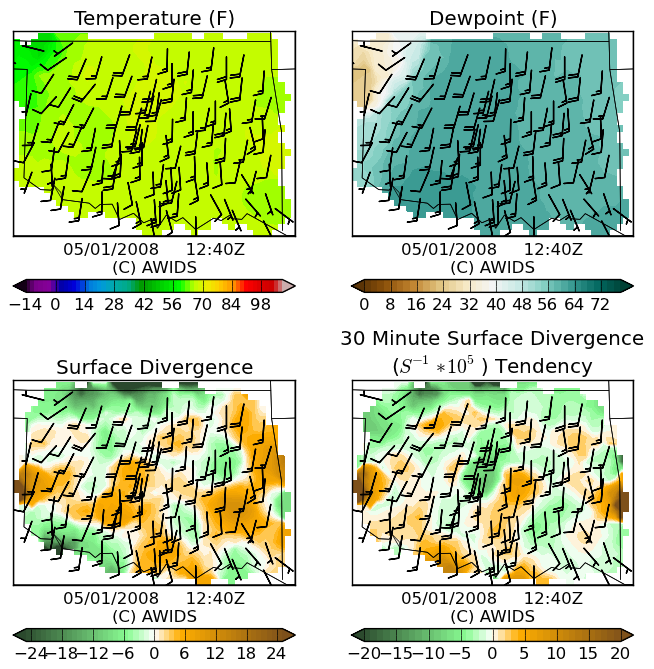 Temperature (F)
Dewpoint (F)
05/01/2008 12:40Z
(C) AWIDS
05/01/2008 12:40Z
(C) AWIDS
−14 0 14 28 42 56 70 84 98
0 8 16 24 32 40 48 56 64 72
Surface Divergence
30 Minute Surface Divergence
(S^{−1} ∗10^5 ) Tendency
05/01/2008 12:40Z
(C) AWIDS
05/01/2008 12:40Z
(C) AWIDS
−24 −18 −12 −6 0 6 12 18 24
−20 −15 −10 −5 0 5 10 15 20